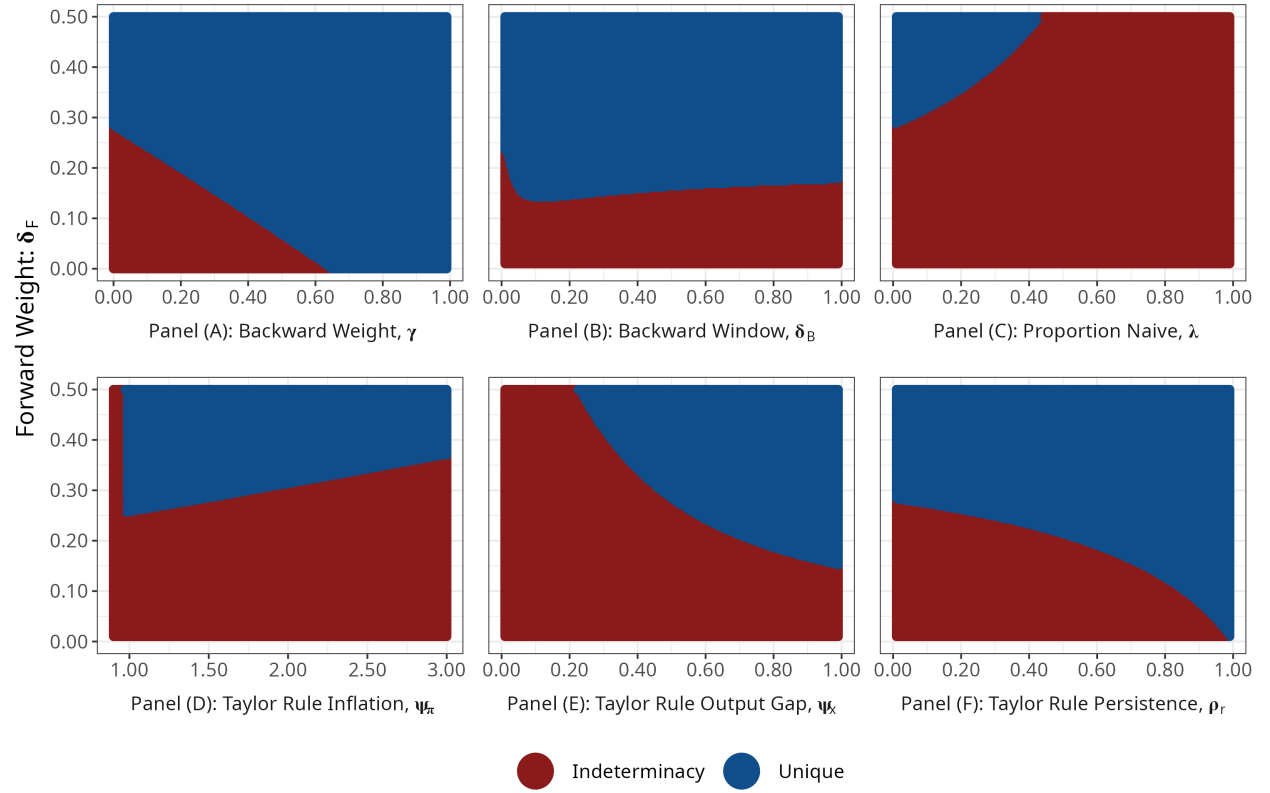 Forward Weight: δF
0.50
0.40
0.30
0.20
0.10
0.00
0.00 0.20 0.40 0.60 0.80 1.00
0.00 0.20 0.40 0.60 0.80 1.00
0.00 0.20 0.40 0.60 0.80 1.00
Panel (A): Backward Weight, γ
Panel (B): Backward Window, δB
Panel (C): Proportion Naive, λ
0.50
0.40
0.30
0.20
0.10
0.00
1.00 1.50 2.00 2.50 3.00
0.00 0.20 0.40 0.60 0.80 1.00
0.00 0.20 0.40 0.60 0.80 1.00
Panel (D): Taylor Rule Inflation, ψπ
Panel (E): Taylor Rule Output Gap, ψx
Panel (F): Taylor Rule Persistence, ρr
Indeterminacy Unique